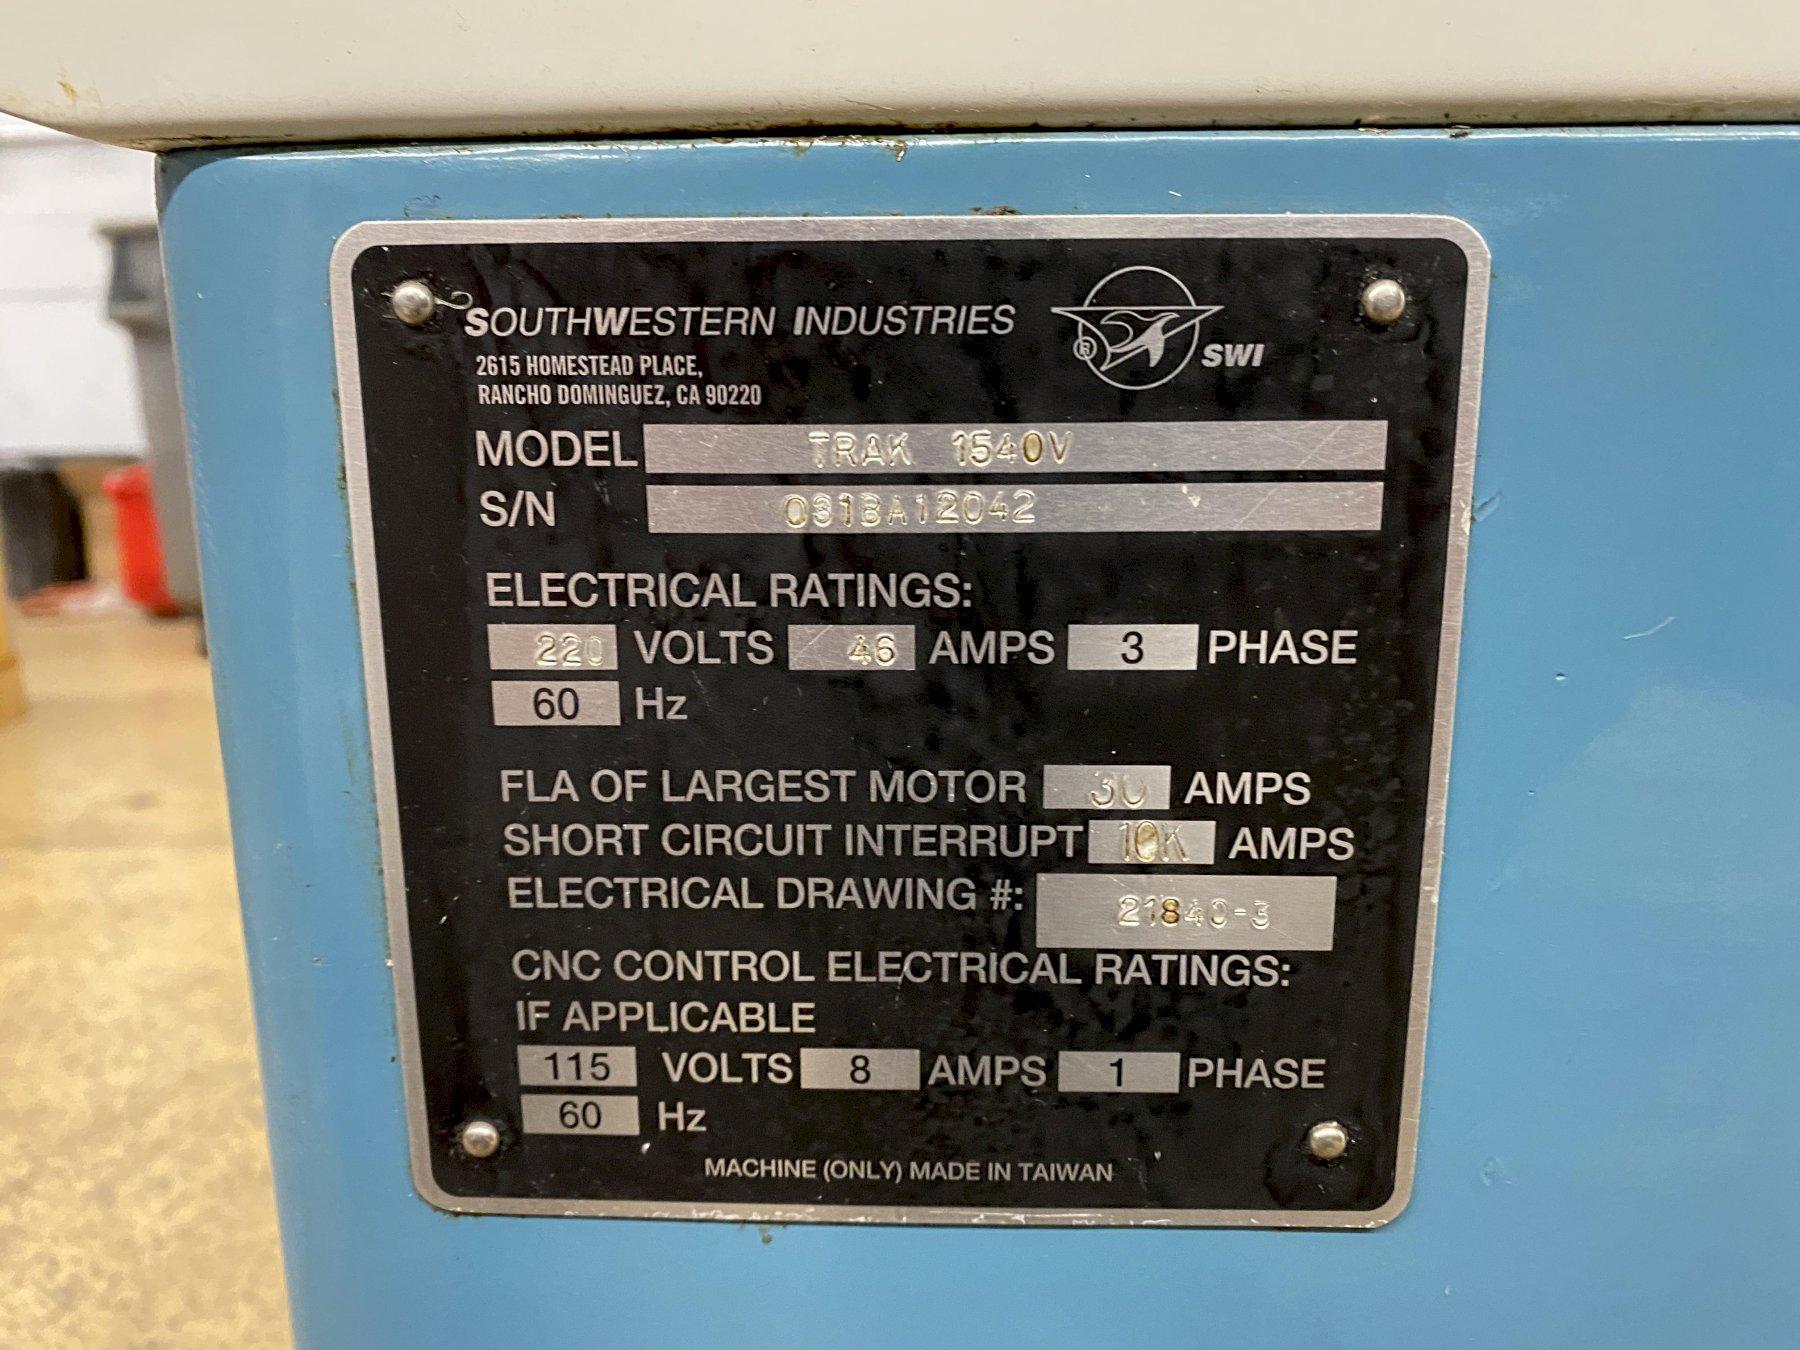 SOUTHWESTERN INDUSTRIES
® SWI
2615 HOMESTEAD PLACE,
RANCHO DOMINGUEZ, CA 90220
MODEL TRAK 1540V
S/N 031BA12042
ELECTRICAL RATINGS:
220 VOLTS 46 AMPS 3 PHASE
60 Hz
FLA OF LARGEST MOTOR 30 AMPS
SHORT CIRCUIT INTERRUPT 10K AMPS
ELECTRICAL DRAWING #: 21840-3
CNC CONTROL ELECTRICAL RATINGS:
IF APPLICABLE
115 VOLTS 8 AMPS 1 PHASE
60 Hz
MACHINE (ONLY) MADE IN TAIWAN